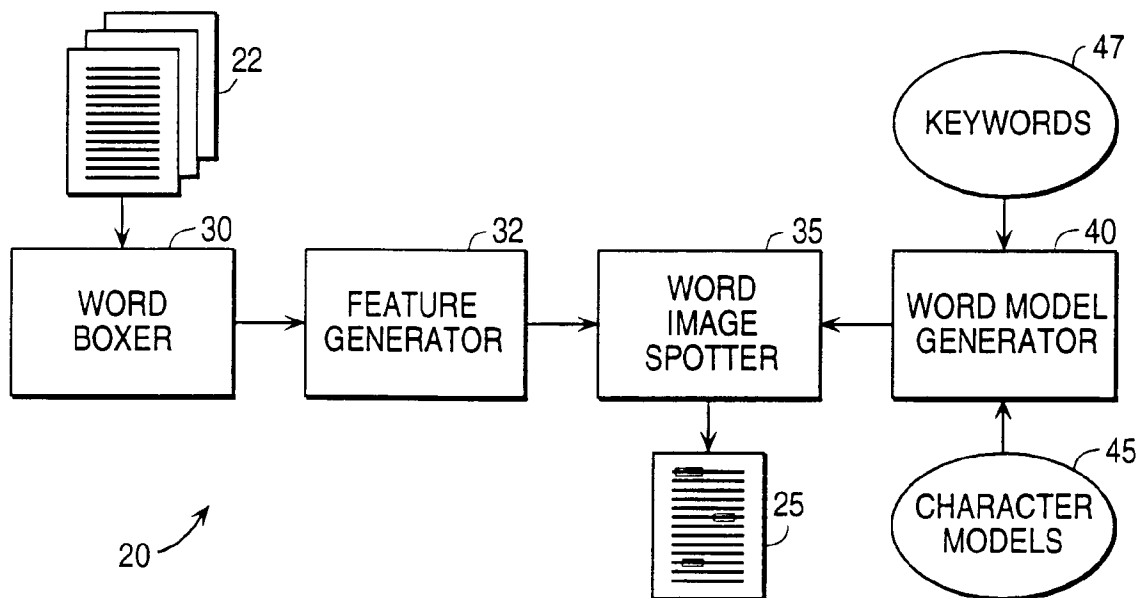 22
47
KEYWORDS
30
32
35
40
WORD
BOXER
FEATURE
GENERATOR
WORD
IMAGE
SPOTTER
WORD MODEL
GENERATOR
25
45
CHARACTER
MODELS
20